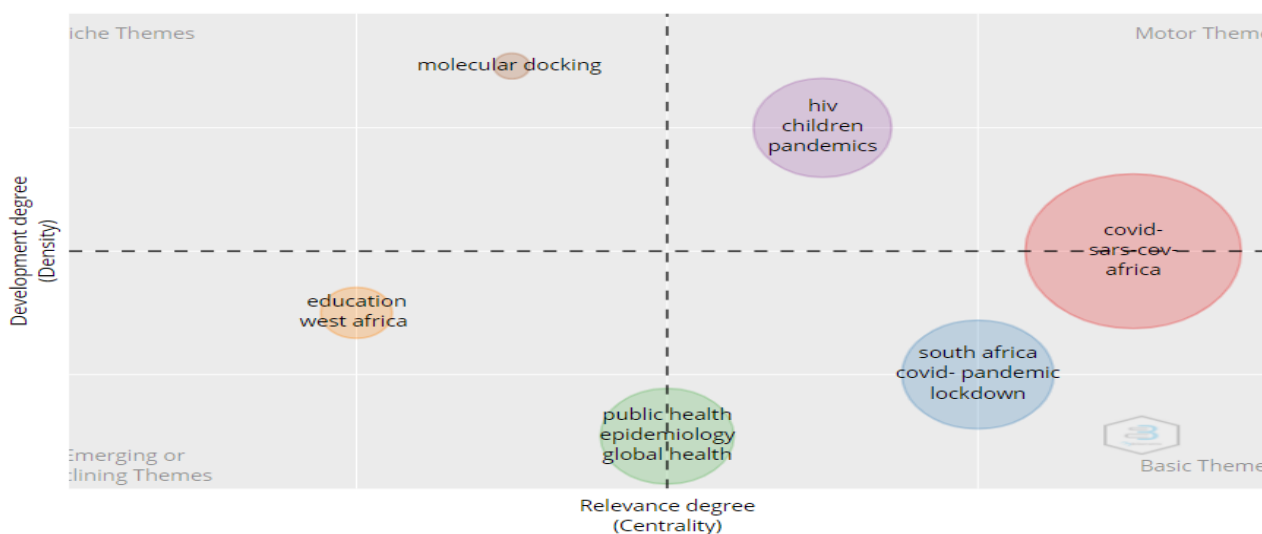 iche Themes
Motor Theme
molecular docking
hiv
children
pandemics
covid-
sars-cov-
africa
Development degree
(Density)
education
west africa
south africa
covid- pandemic
lockdown
public health
epidemiology
global health
Emerging or
clining Themes
Basic Theme
Relevance degree
(Centrality)